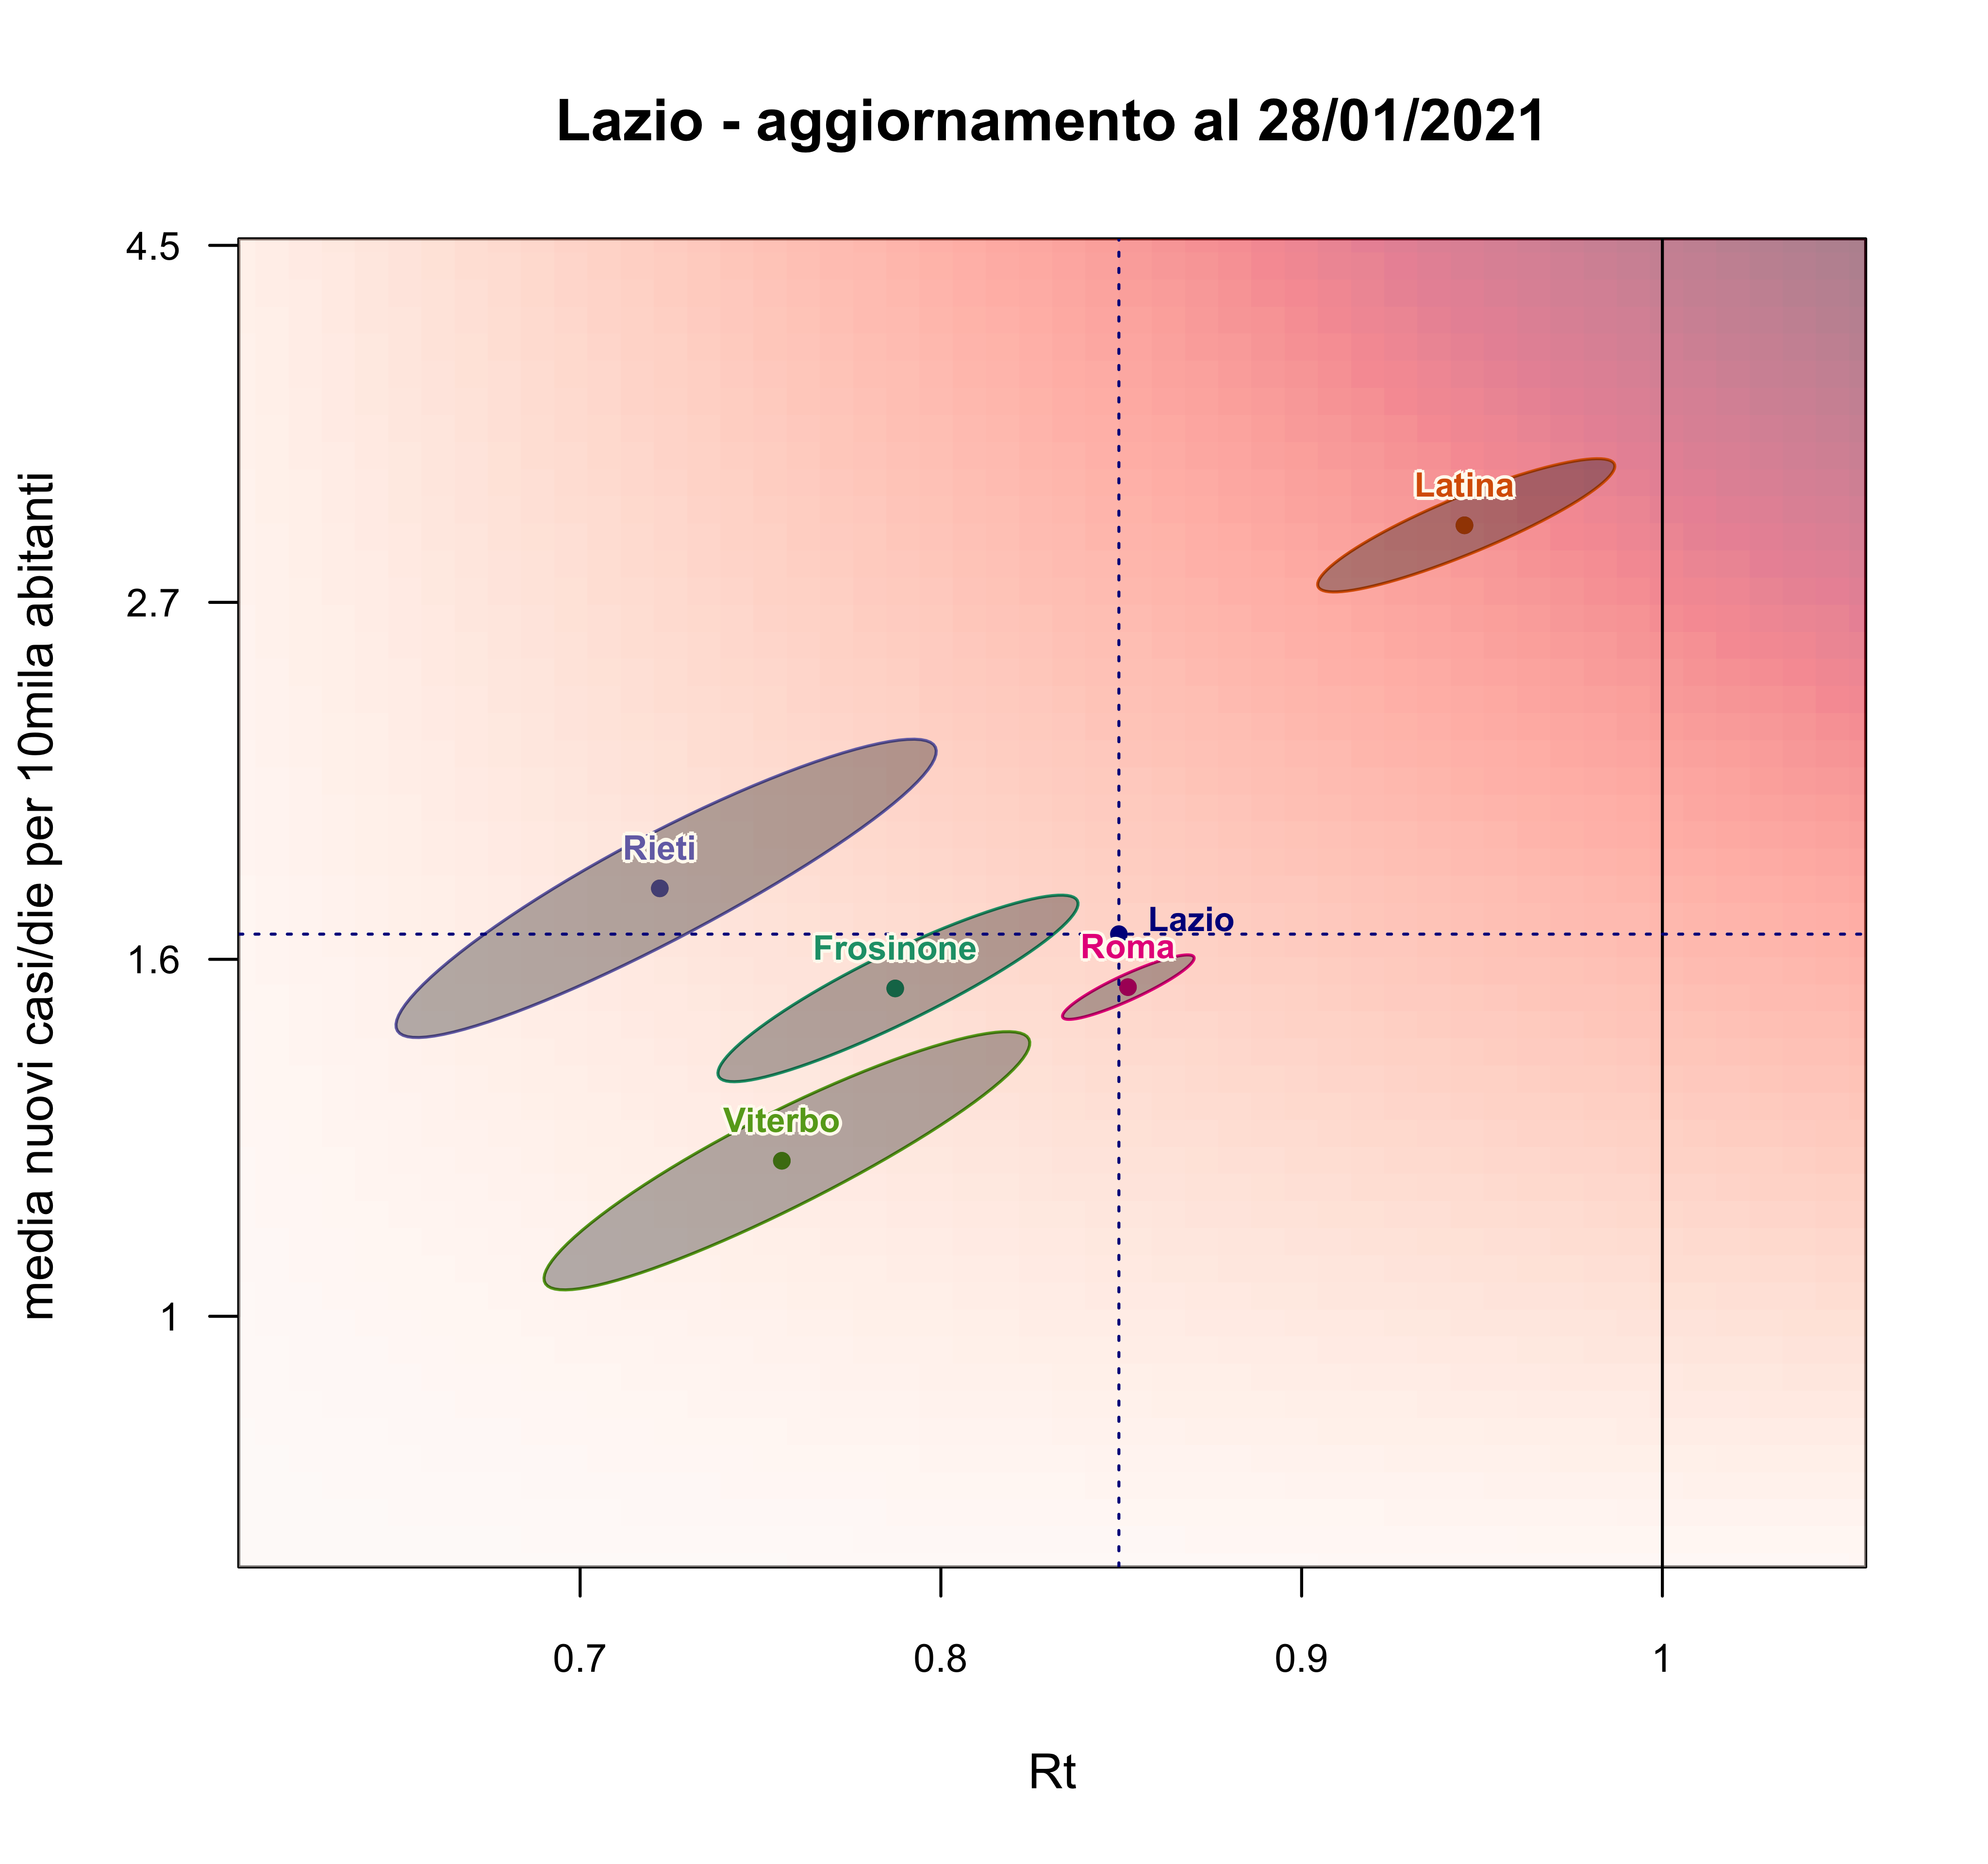 Lazio - aggiornamento al 28/01/2021
media nuovi casi/die per 10mila abitanti
4.5
2.7
1.6
1
Latina
Rieti
Lazio
Frosinone
Roma
Viterbo
0.7
0.8
0.9
1
Rt